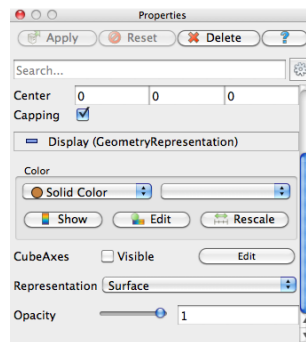 Properties
Apply Reset Delete ?
Search...
Center 0 0 0
Capping
Display (GeometryRepresentation)
Color
Solid Color
Show Edit Rescale
CubeAxes Visible Edit
Representation Surface
Opacity 1